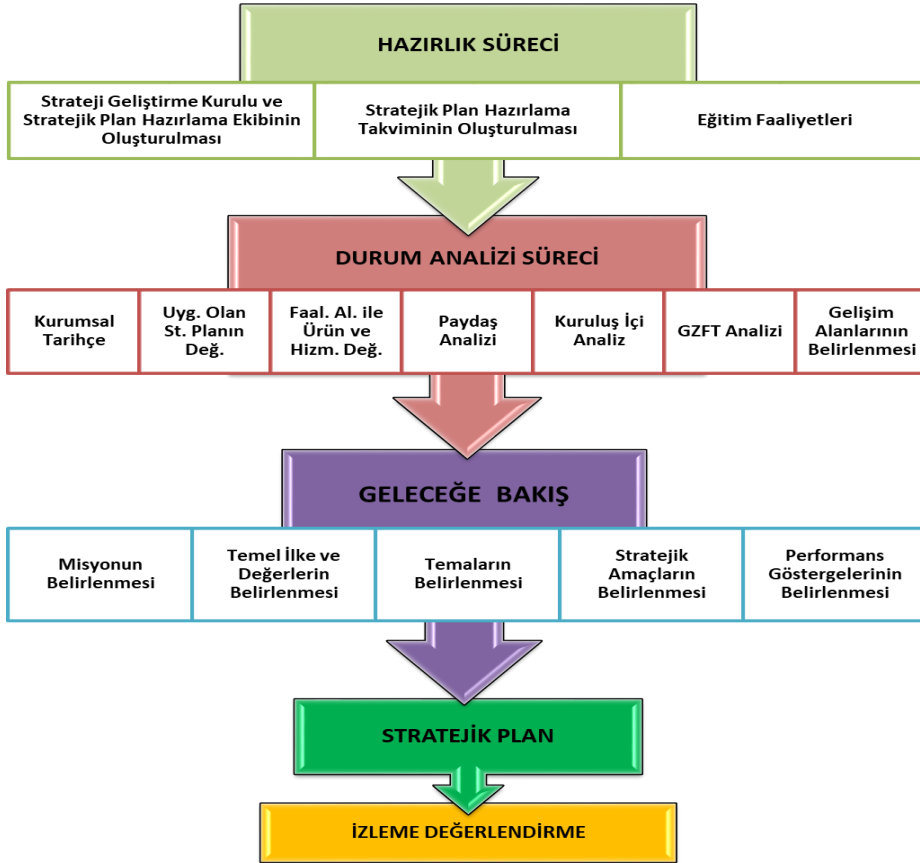 HAZIRLIK SÜRECİ
Strateji Geliştirme Kurulu ve
Stratejik Plan Hazırlama Ekibinin
Oluşturulması
Stratejik Plan Hazırlama
Takviminin Oluşturulması
Eğitim Faaliyetleri
DURUM ANALİZİ SÜRECİ
Kurumsal
Tarihçe
Uyg. Olan
St. Planın
Değ.
Faal. Al. ile
Ürün ve
Hizm. Değ.
Paydaş
Analizi
Kuruluş İçi
Analiz
GZFT Analizi
Gelişim
Alanlarının
Belirlenmesi
GELECEĞE BAKIŞ
Misyonun
Belirlenmesi
Temel İlke ve
Değerlerin
Belirlenmesi
Temaların
Belirlenmesi
Stratejik
Amaçların
Belirlenmesi
Performans
Göstergelerinin
Belirlenmesi
STRATEJİK PLAN
İZLEME DEĞERLENDİRME